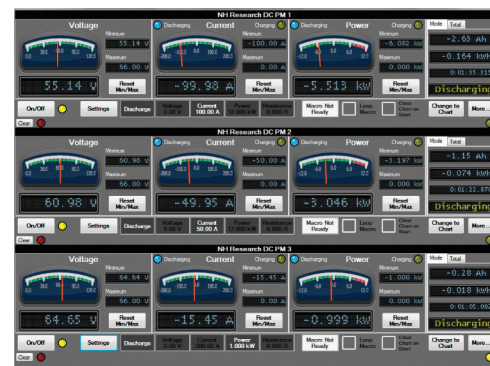 NH Research DC PM 1
Voltage
Discharging Current Charging
Discharging Power Charging
Mode Total
Minimum
55.14 V
Minimum
-100.00 A
Minimum
-6.082 kW
-2.65 Ah
-0.164 kWH
Maximum
66.00 V
Maximum
0.00 A
Maximum
0.000 kW
55.14 V
Reset Min/Max
-99.98 A
Reset Min/Max
-5.513 kW
Reset Min/Max
Discharging
On/Off
Settings
Discharge
Voltage 0.00 V
Current 100.00 A
Power
Resistance
Macro Not Ready
Loop Macro
Clear Chart on Start
Change to Chart
More...
Clear
NH Research DC PM 2
Voltage
Discharging Current Charging
Discharging Power Charging
Mode Total
Minimum
60.98 V
Minimum
-50.00 A
Minimum
-3.197 kW
-1.15 Ah
-0.074 kWH
Maximum
66.00 V
Maximum
0.00 A
Maximum
0.000 kW
60.98 V
Reset Min/Max
-49.95 A
Reset Min/Max
-3.046 kW
Reset Min/Max
Discharging
On/Off
Settings
Discharge
Voltage 0.00 V
Current 50.00 A
Power
Resistance
Macro Not Ready
Loop Macro
Clear Chart on Start
Change to Chart
More...
Clear
NH Research DC PM 3
Voltage
Discharging Current Charging
Discharging Power Charging
Mode Total
Minimum
64.64 V
Minimum
-15.45 A
Minimum
-1.000 kW
-0.28 Ah
-0.018 kWH
Maximum
66.00 V
Maximum
0.00 A
Maximum
0.000 kW
64.65 V
Reset Min/Max
-15.45 A
Reset Min/Max
-0.999 kW
Reset Min/Max
Discharging
On/Off
Settings
Discharge
Voltage 0.00 V
Current 200.00 A
Power 1.000 kW
Resistance
Macro Not Ready
Loop Macro
Clear Chart on Start
Change to Chart
More...
Clear